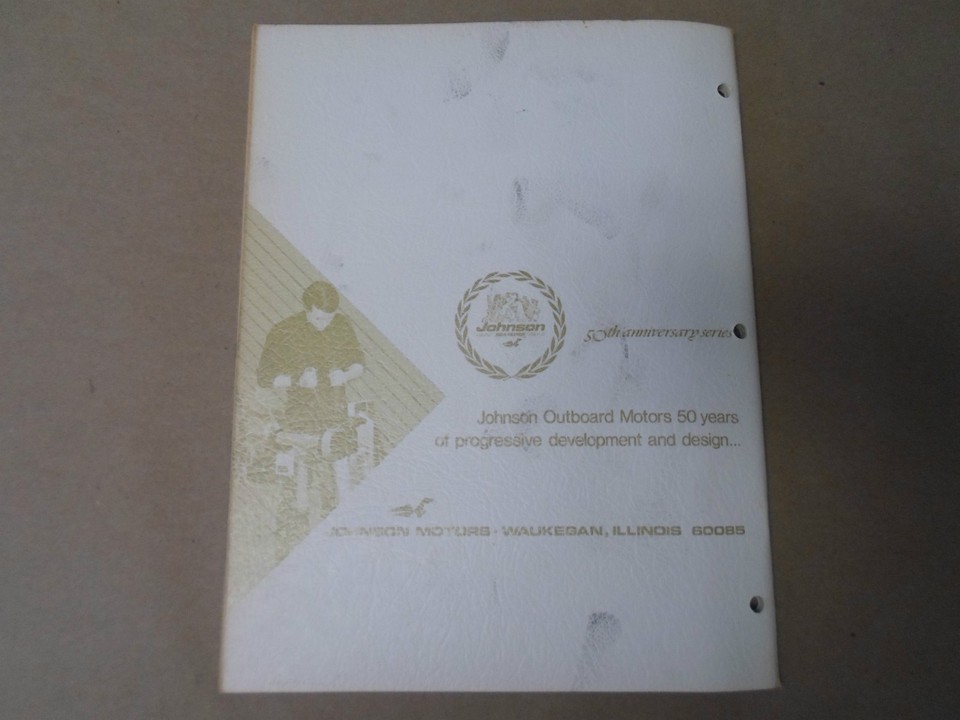 Johnson
50th anniversary series
Johnson Outboard Motors 50 years
of progressive development and design...
JOHNSON MOTORS · WAUKEGAN, ILLINOIS 60085